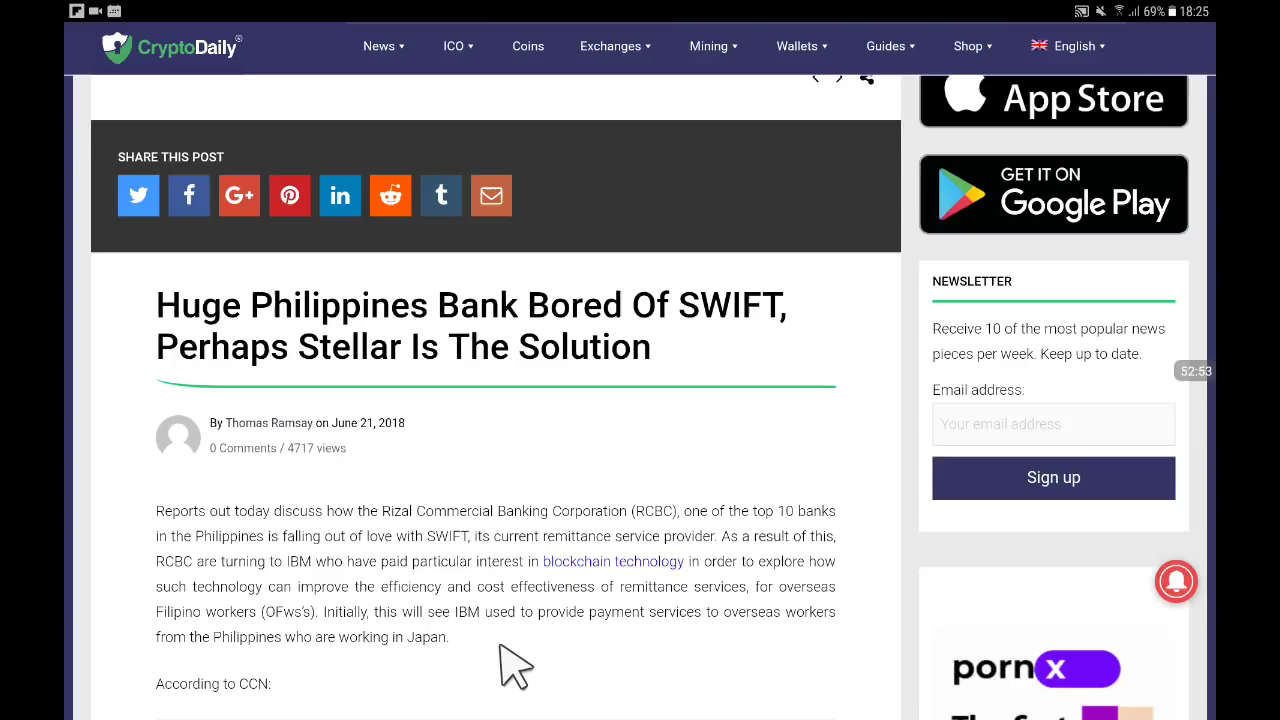 69% 18:25
CryptoDaily®
News ICO Coins Exchanges Mining Wallets Guides Shop English
App Store
SHARE THIS POST
GET IT ON
Google Play
NEWSLETTER
Huge Philippines Bank Bored Of SWIFT,
Perhaps Stellar Is The Solution
Receive 10 of the most popular news
pieces per week. Keep up to date.
52:53
Email address:
Your email address
Sign up
By Thomas Ramsay on June 21, 2018
0 Comments / 4717 views
Reports out today discuss how the Rizal Commercial Banking Corporation (RCBC), one of the top 10 banks
in the Philippines is falling out of love with SWIFT, its current remittance service provider. As a result of this,
RCBC are turning to IBM who have paid particular interest in blockchain technology in order to explore how
such technology can improve the efficiency and cost effectiveness of remittance services, for overseas
Filipino workers (OFws's). Initially, this will see IBM used to provide payment services to overseas workers
from the Philippines who are working in Japan.
According to CCN:
porn x